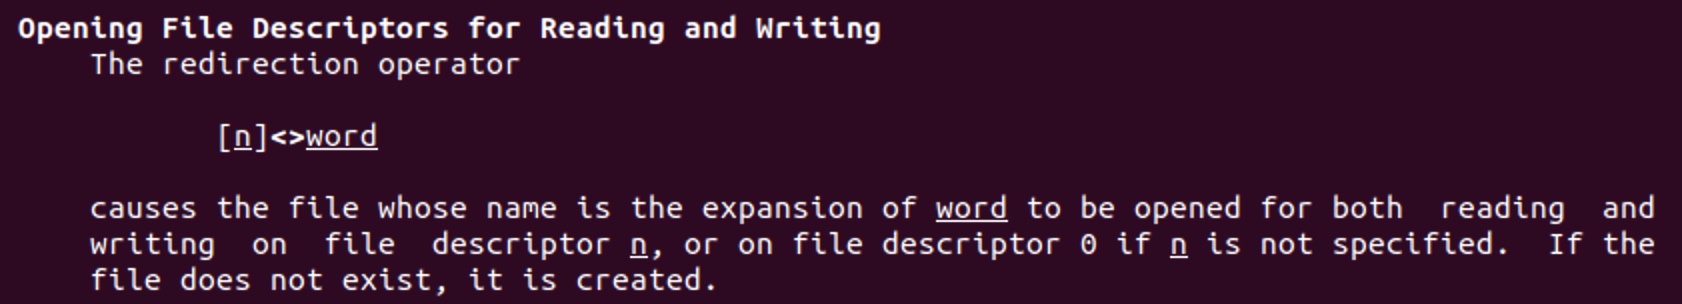 Opening File Descriptors for Reading and Writing
The redirection operator
[n]<>word
causes the file whose name is the expansion of word to be opened for both  reading  and
writing  on  file  descriptor n, or on file descriptor 0 if n is not specified.  If the
file does not exist, it is created.